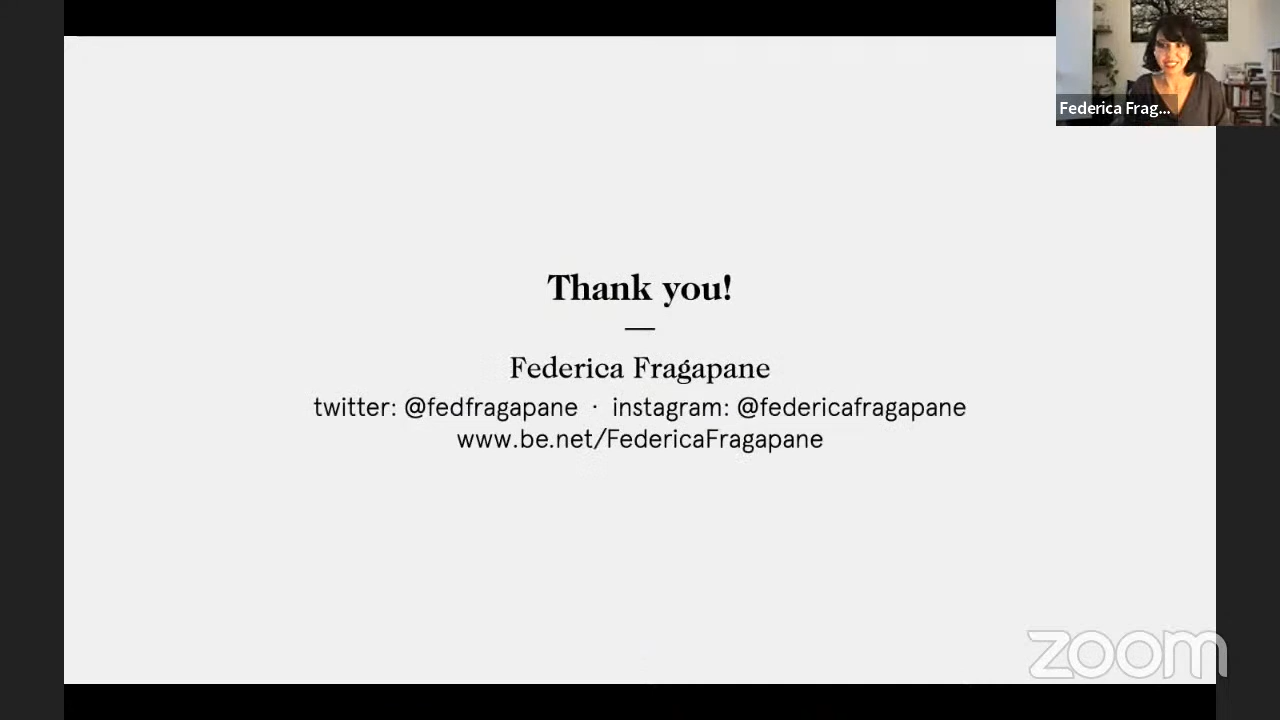 Federica Frag...
Thank you!
Federica Fragapane
twitter: @fedfragapane · instagram: @federicafragapane
www.be.net/FedericaFragapane
zoom